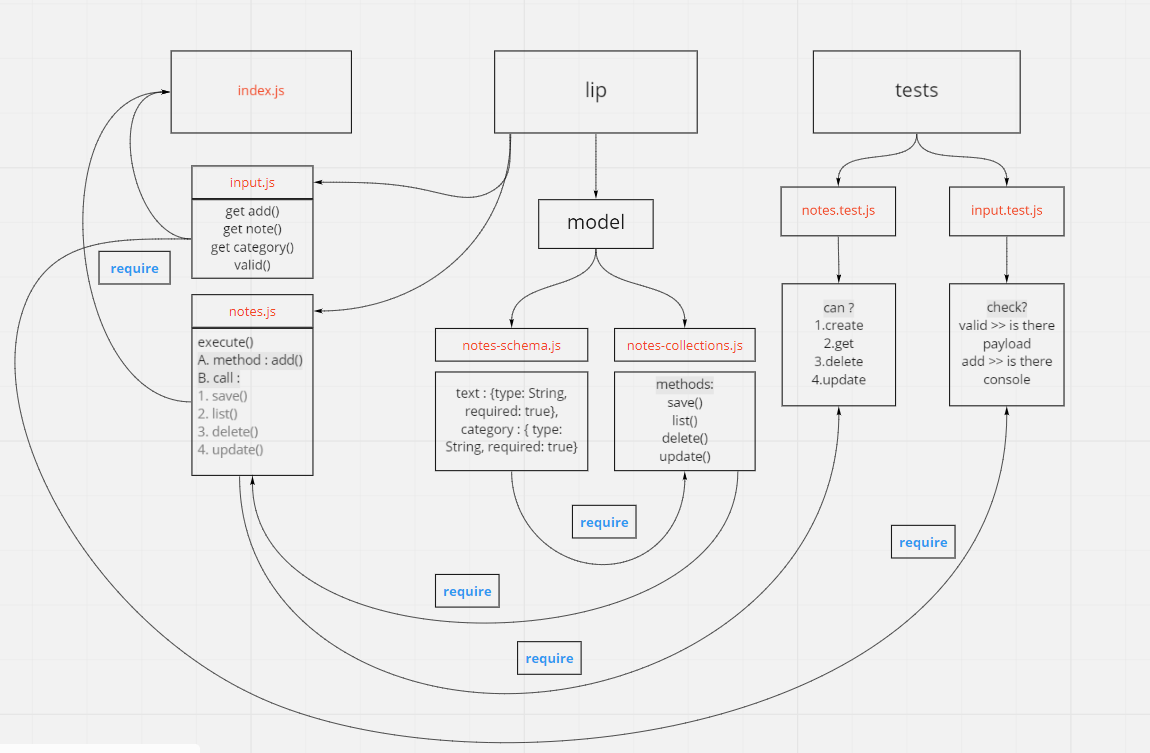 index.js
lip
tests
input.js
get add()
get note()
get category()
valid()
require
notes.js
execute()
A. method : add()
B. call :
1. save()
2. list()
3. delete()
4. update()
model
notes-schema.js
text : {type: String,
required: true},
category : { type:
String, required: true}
notes-collections.js
methods:
save()
list()
delete()
update()
notes.test.js
can ?
1.create
2.get
3.delete
4.update
input.test.js
check?
valid >> is there
payload
add >> is there
console
require
require
require
require